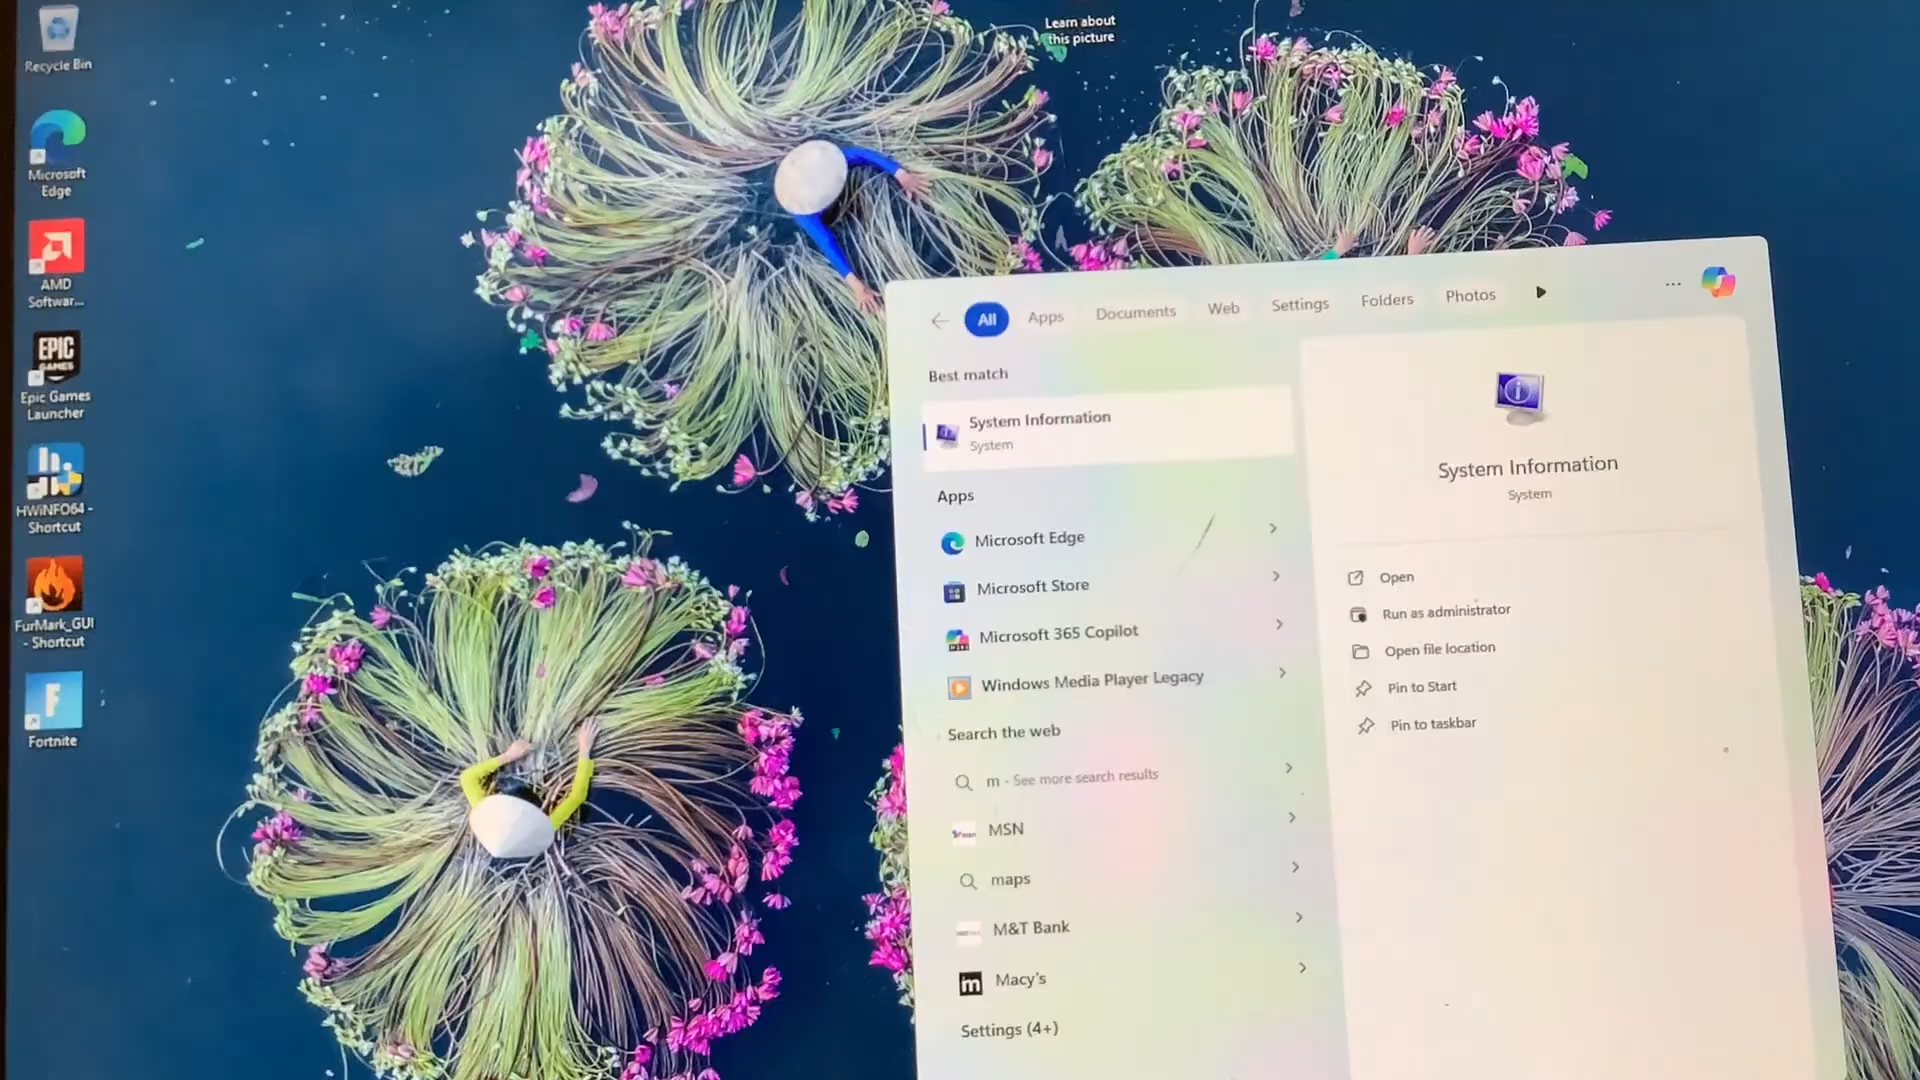 Recycle Bin
Microsoft
Edge
AMD
Softwar...
EPIC
GAMES
Epic Games
Launcher
HWiNFO64 -
Shortcut
FurMark_GUI
- Shortcut
F
Fortnite
Learn about
this picture
All
Apps
Documents
Web
Settings
Folders
Photos
...
Best match
System Information
System
Apps
Microsoft Edge
Microsoft Store
Microsoft 365 Copilot
Windows Media Player Legacy
Search the web
m - See more search results
MSN
maps
M&T Bank
m
Macy's
Settings (4+)
System Information
System
Open
Run as administrator
Open file location
Pin to Start
Pin to taskbar